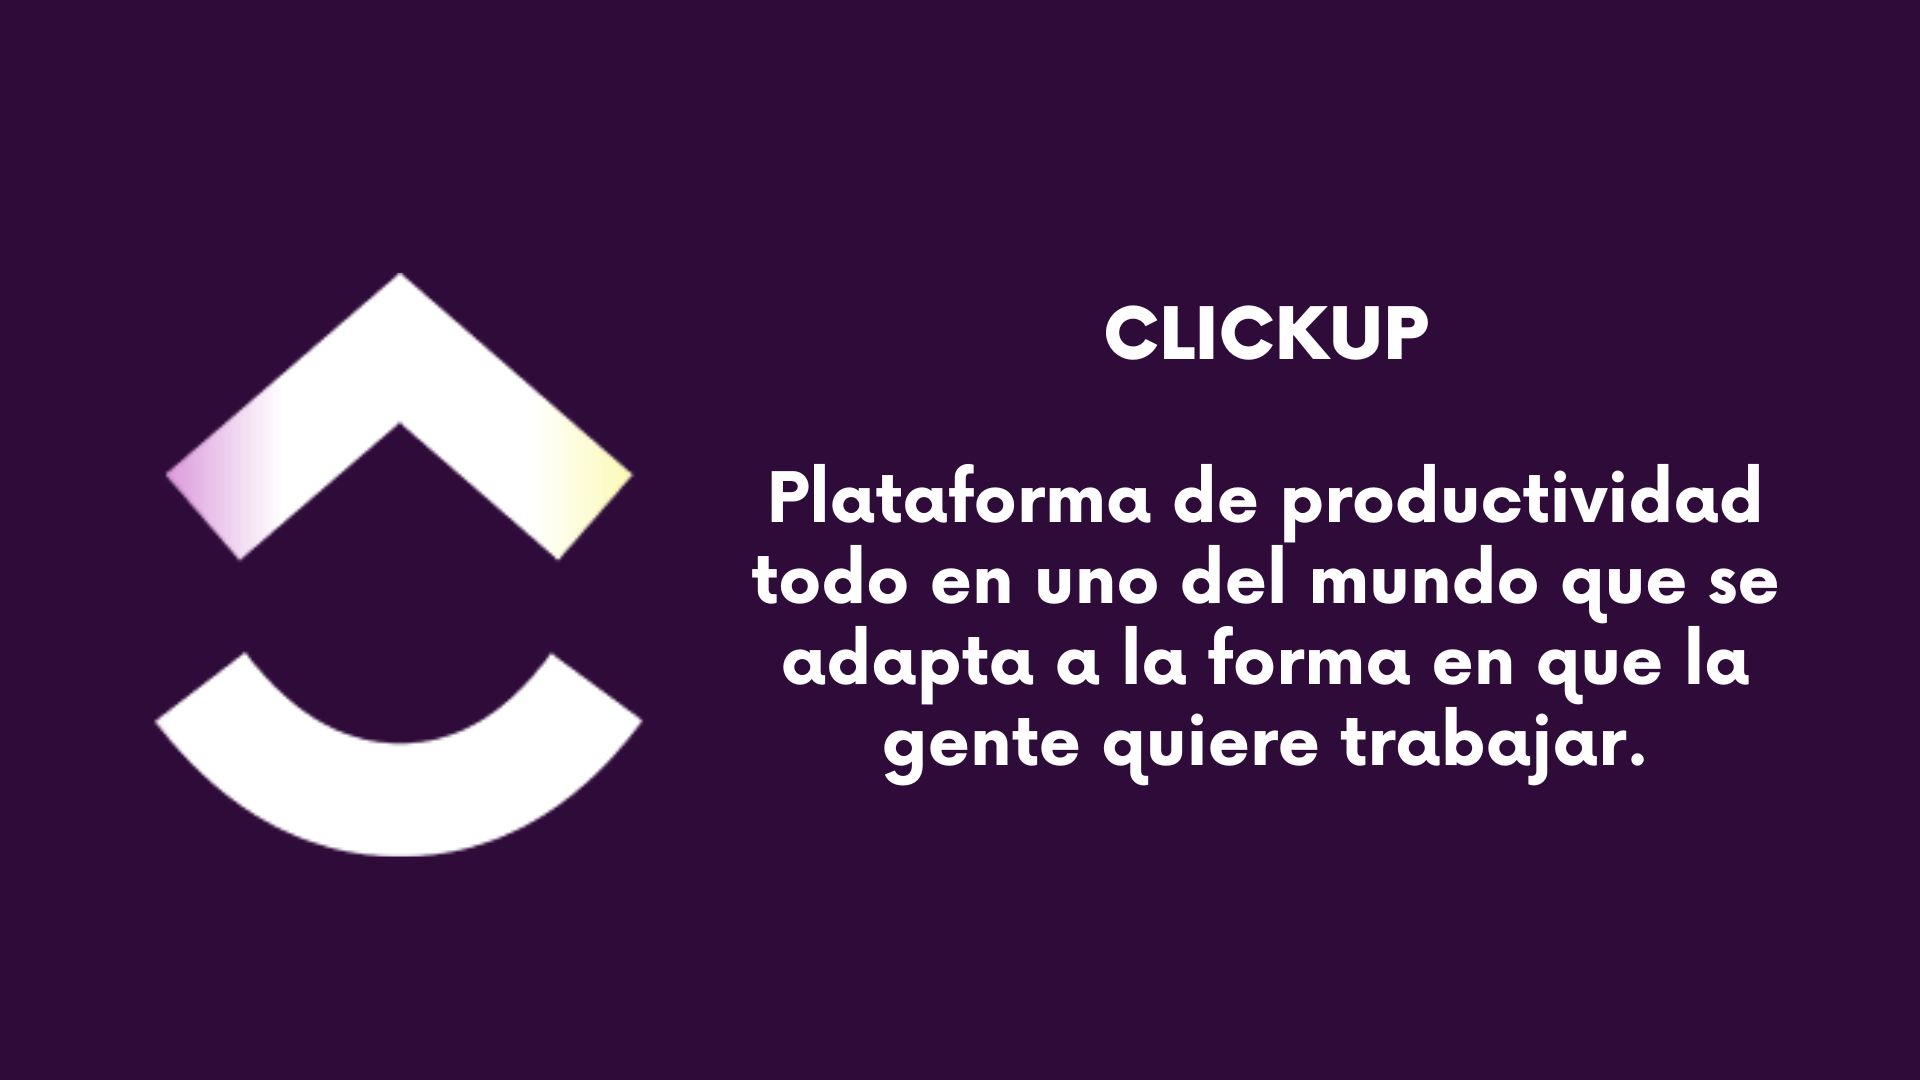 CLICKUP
Plataforma de productividad
todo en uno del mundo que se
adapta a la forma en que la
gente quiere trabajar.